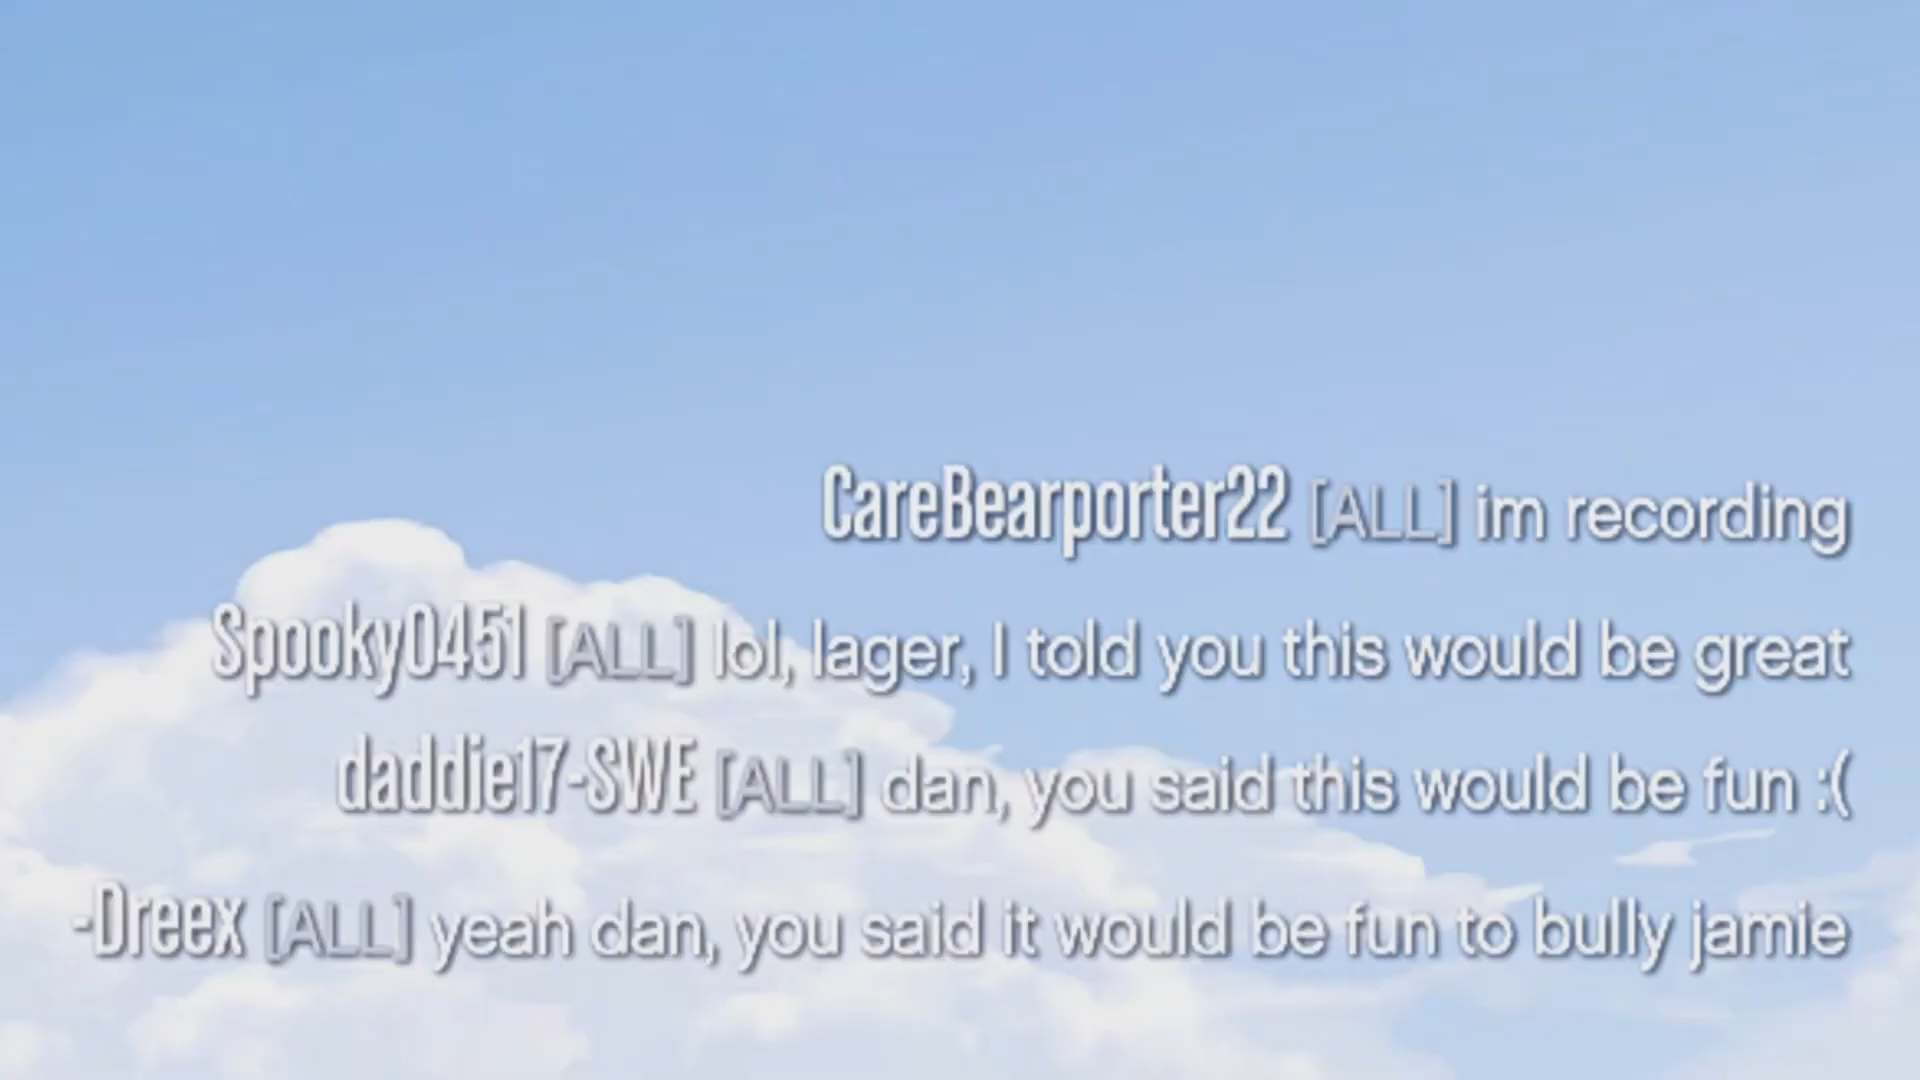 CareBearporter22 [ALL] im recording
Spooky0451 [ALL] lol, lager, I told you this would be great
daddie17-SWE [ALL] dan, you said this would be fun :(
-Dreex [ALL] yeah dan, you said it would be fun to bully jamie